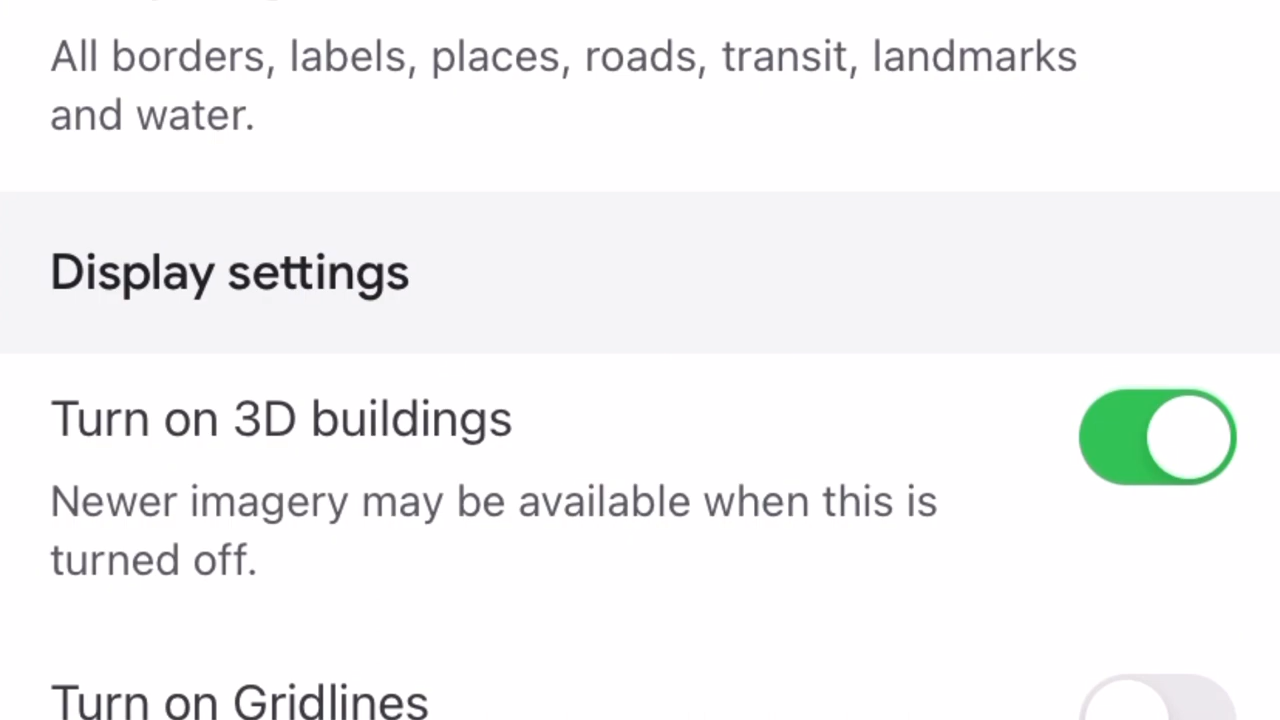 All borders, labels, places, roads, transit, landmarks
and water.
Display settings
Turn on 3D buildings
Newer imagery may be available when this is
turned off.
Turn on Gridlines